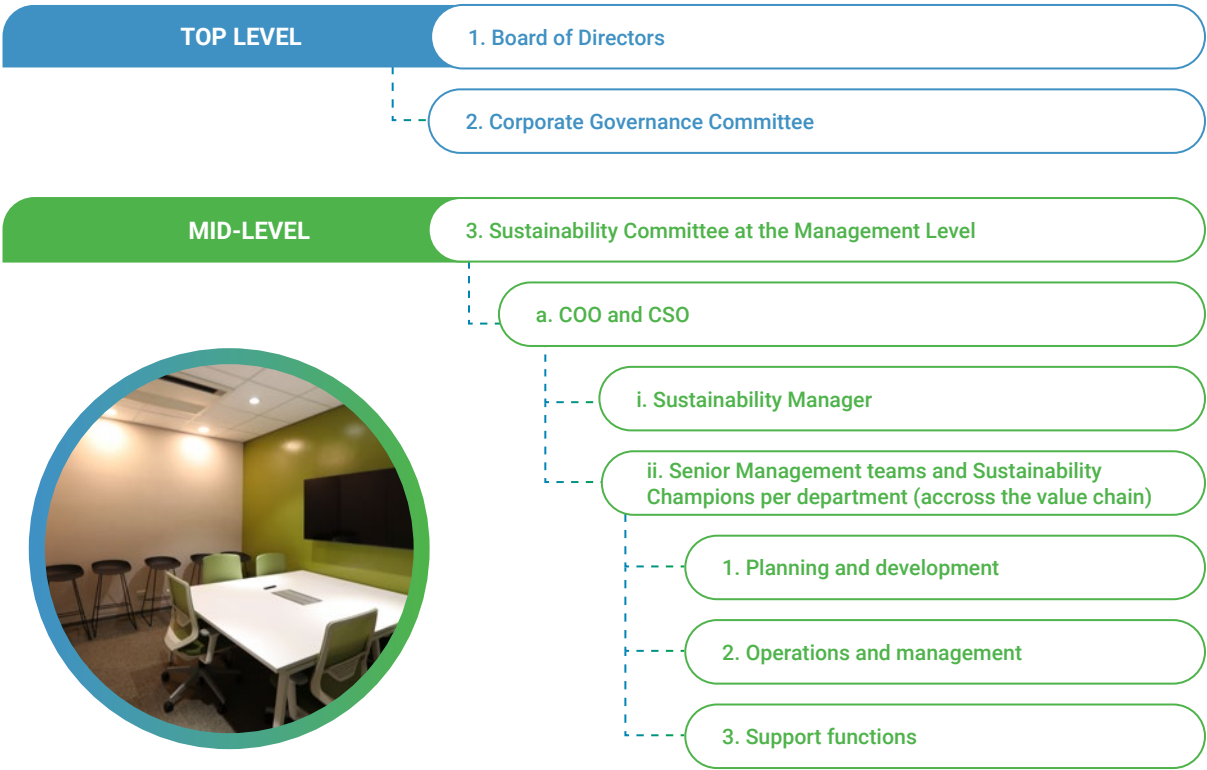 TOP LEVEL
1. Board of Directors
2. Corporate Governance Committee
MID-LEVEL
3. Sustainability Committee at the Management Level
a. COO and CSO
i. Sustainability Manager
ii. Senior Management teams and Sustainability
Champions per department (accross the value chain)
1. Planning and development
2. Operations and management
3. Support functions